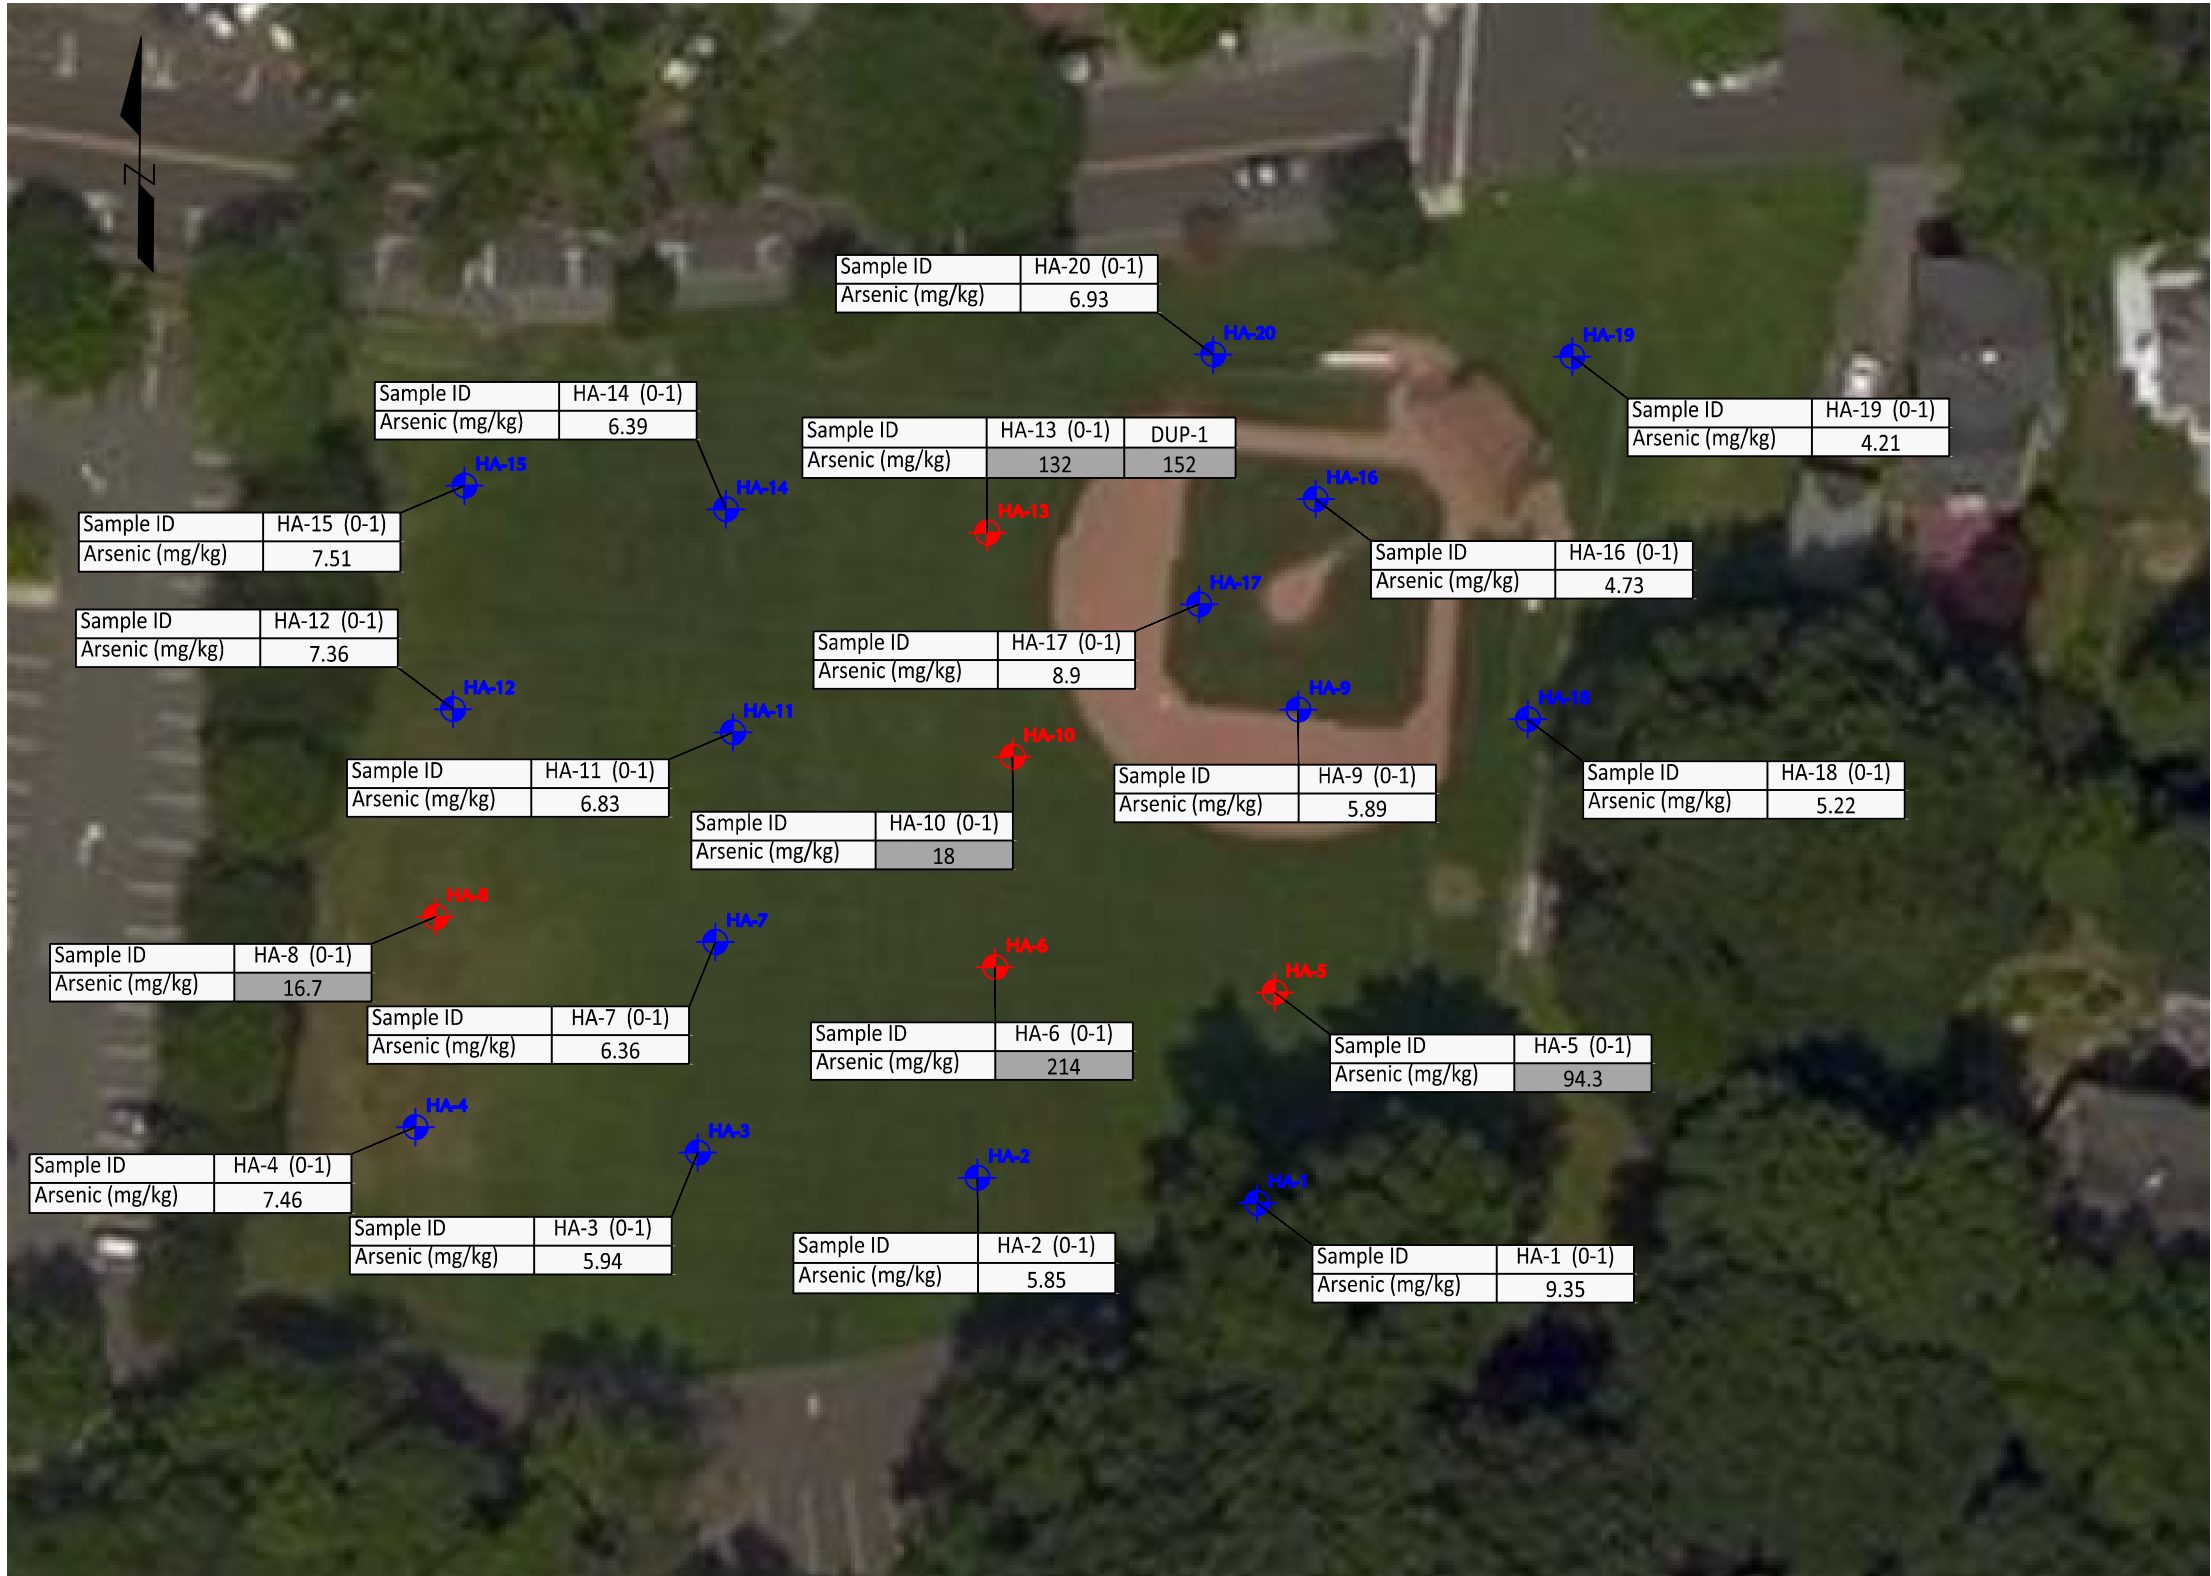 N
Sample ID HA-20 (0-1)
Arsenic (mg/kg) 6.93
HA-20
HA-19
Sample ID HA-19 (0-1)
Arsenic (mg/kg) 4.21
Sample ID HA-14 (0-1)
Arsenic (mg/kg) 6.39
HA-14
Sample ID HA-13 (0-1) DUP-1
Arsenic (mg/kg) 132 152
HA-13
HA-15
Sample ID HA-15 (0-1)
Arsenic (mg/kg) 7.51
HA-16
Sample ID HA-16 (0-1)
Arsenic (mg/kg) 4.73
HA-17
Sample ID HA-17 (0-1)
Arsenic (mg/kg) 8.9
Sample ID HA-12 (0-1)
Arsenic (mg/kg) 7.36
HA-12
HA-11
Sample ID HA-11 (0-1)
Arsenic (mg/kg) 6.83
HA-10
Sample ID HA-10 (0-1)
Arsenic (mg/kg) 18
HA-9
Sample ID HA-9 (0-1)
Arsenic (mg/kg) 5.89
HA-18
Sample ID HA-18 (0-1)
Arsenic (mg/kg) 5.22
HA-8
Sample ID HA-8 (0-1)
Arsenic (mg/kg) 16.7
HA-7
Sample ID HA-7 (0-1)
Arsenic (mg/kg) 6.36
HA-6
Sample ID HA-6 (0-1)
Arsenic (mg/kg) 214
HA-5
Sample ID HA-5 (0-1)
Arsenic (mg/kg) 94.3
HA-4
Sample ID HA-4 (0-1)
Arsenic (mg/kg) 7.46
HA-3
Sample ID HA-3 (0-1)
Arsenic (mg/kg) 5.94
HA-2
Sample ID HA-2 (0-1)
Arsenic (mg/kg) 5.85
HA-1
Sample ID HA-1 (0-1)
Arsenic (mg/kg) 9.35